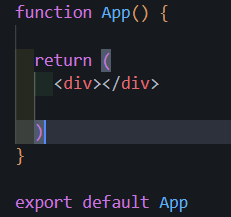 function App() {
return (
<div></div>
)
}
export default App